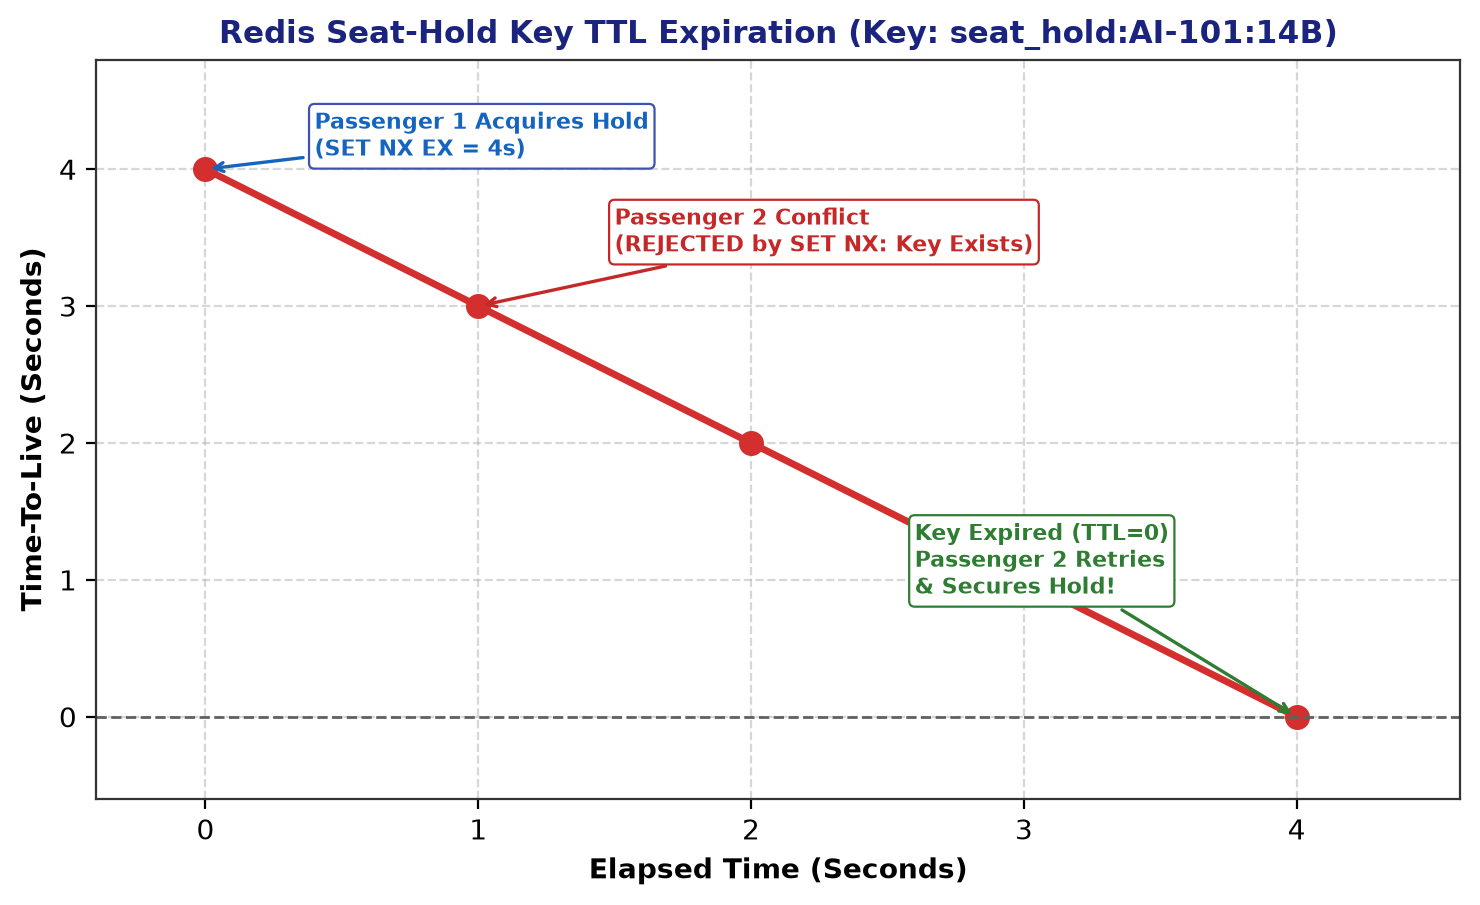 Redis Seat-Hold Key TTL Expiration (Key: seat_hold:AI-101:14B)
Passenger 1 Acquires Hold
(SET NX EX = 4s)
Passenger 2 Conflict
(REJECTED by SET NX: Key Exists)
Key Expired (TTL=0)
Passenger 2 Retries
& Secures Hold!
Time-To-Live (Seconds)
4
3
2
1
0
0
1
2
3
4
Elapsed Time (Seconds)